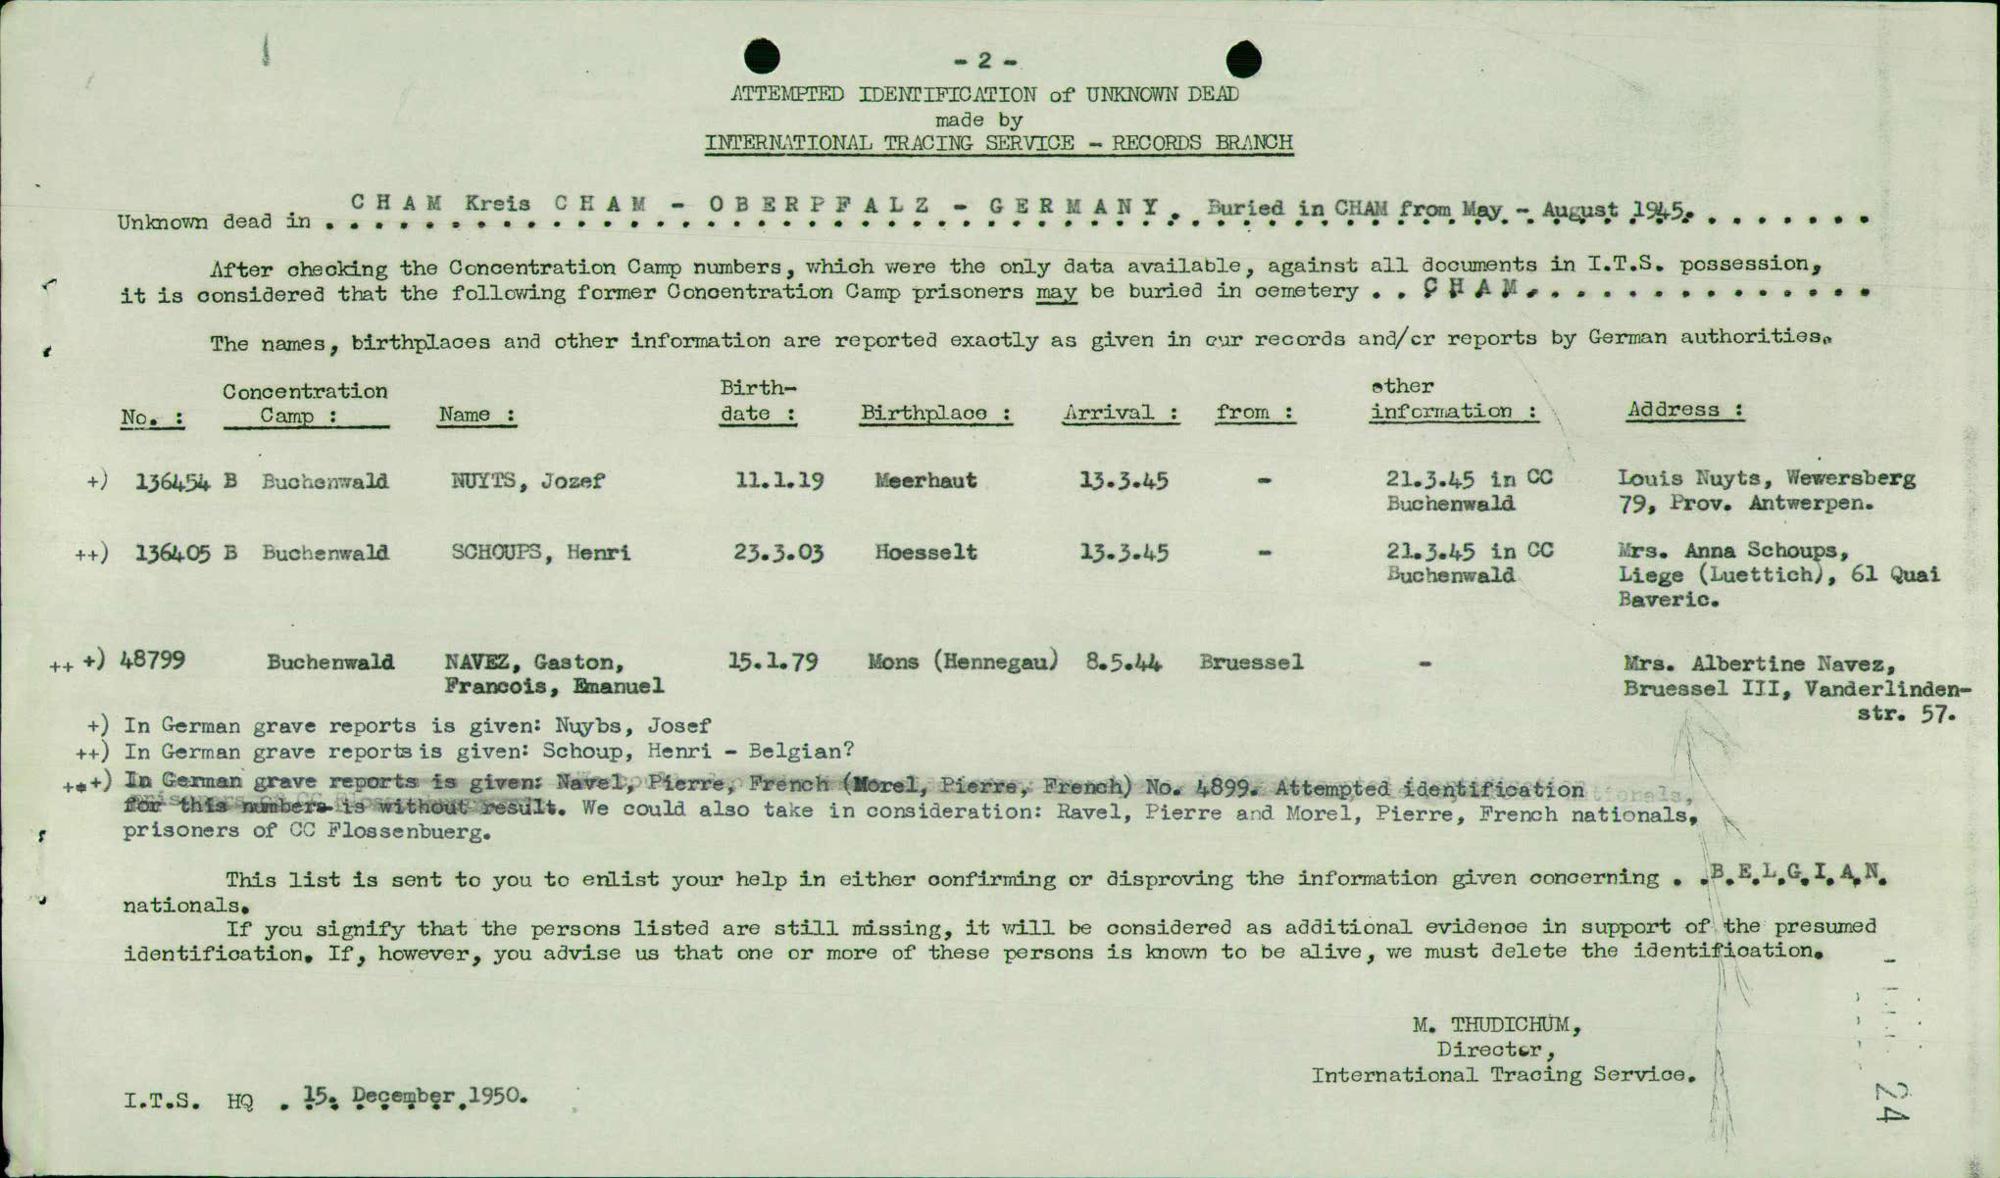 - 2 -
ATTEMPTED IDENTIFICATION of UNKNOWN DEAD
made by
INTERNATIONAL TRACING SERVICE - RECORDS BRANCH
Unknown dead in . C H A M Kreis C H A M - O B E R P F A L Z - G E R M A N Y . Buried in CHAM from May - August 1945. . . . . . . .
After checking the Concentration Camp numbers, which were the only data available, against all documents in I.T.S. possession,
it is considered that the following former Concentration Camp prisoners may be buried in cemetery . . C H A M . . . . . . . . . . . . . . .
The names, birthplaces and other information are reported exactly as given in our records and/or reports by German authorities.
No. : Concentration Camp : Name : Birth-date : Birthplace : Arrival : from : other information : Address :
+) 136454 B Buchenwald NUYTS, Jozef 11.1.19 Meerhaut 13.3.45 - 21.3.45 in CC Louis Nuyts, Wewersberg
Buchenwald 79, Prov. Antwerpen.
++) 136405 B Buchenwald SCHOUPS, Henri 23.3.03 Hoesselt 13.3.45 - 21.3.45 in CC Mrs. Anna Schoups,
Buchenwald Liege (Luettich), 61 Quai
Baveric.
++ +) 48799 Buchenwald NAVEZ, Gaston, 15.1.79 Mons (Hennegau) 8.5.44 Bruessel - Mrs. Albertine Navez,
Francois, Emanuel Bruessel III, Vanderlinden-
str. 57.
+) In German grave reports is given: Nuybs, Josef
++) In German grave reports is given: Schoup, Henri - Belgian?
+++) In German grave reports is given: Navel, Pierre, French (Morel, Pierre, French) No. 4899. Attempted identification
for this numbers is without result. We could also take in consideration: Ravel, Pierre and Morel, Pierre, French nationals,
prisoners of CC Flossenbuerg.
This list is sent to you to enlist your help in either confirming or disproving the information given concerning . . B.E.L.G.I.A.N.
nationals.
If you signify that the persons listed are still missing, it will be considered as additional evidence in support of the presumed
identification. If, however, you advise us that one or more of these persons is known to be alive, we must delete the identification.
M. THUDICHUM,
Director,
International Tracing Service.
I.T.S. HQ . 15. December 1950.
24